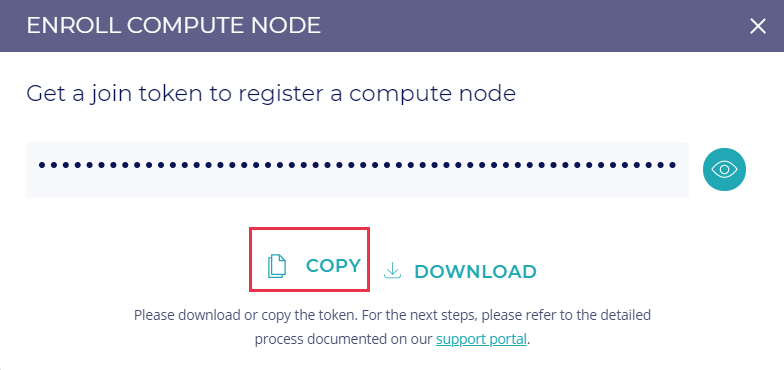 ENROLL COMPUTE NODE
Get a join token to register a compute node
COPY
DOWNLOAD
Please download or copy the token. For the next steps, please refer to the detailed
process documented on our support portal.